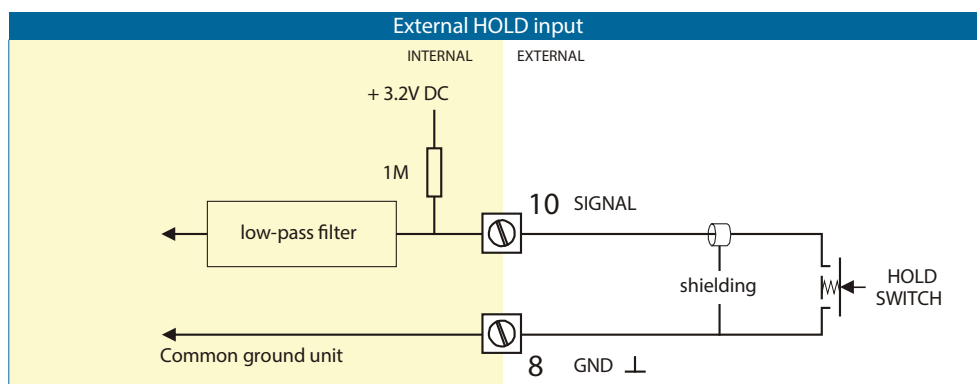 External HOLD input
INTERNAL
EXTERNAL
+ 3.2V DC
1M
10 SIGNAL
low-pass filter
shielding
HOLD
SWITCH
Common ground unit
8 GND ⊥